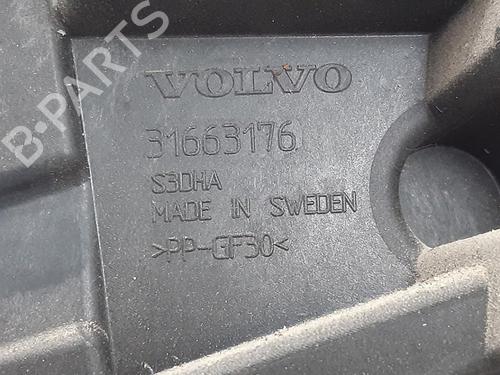 B-PARTS
VOLVO
31663176
S3DHA
MADE IN SWEDEN
>PP-GF30<